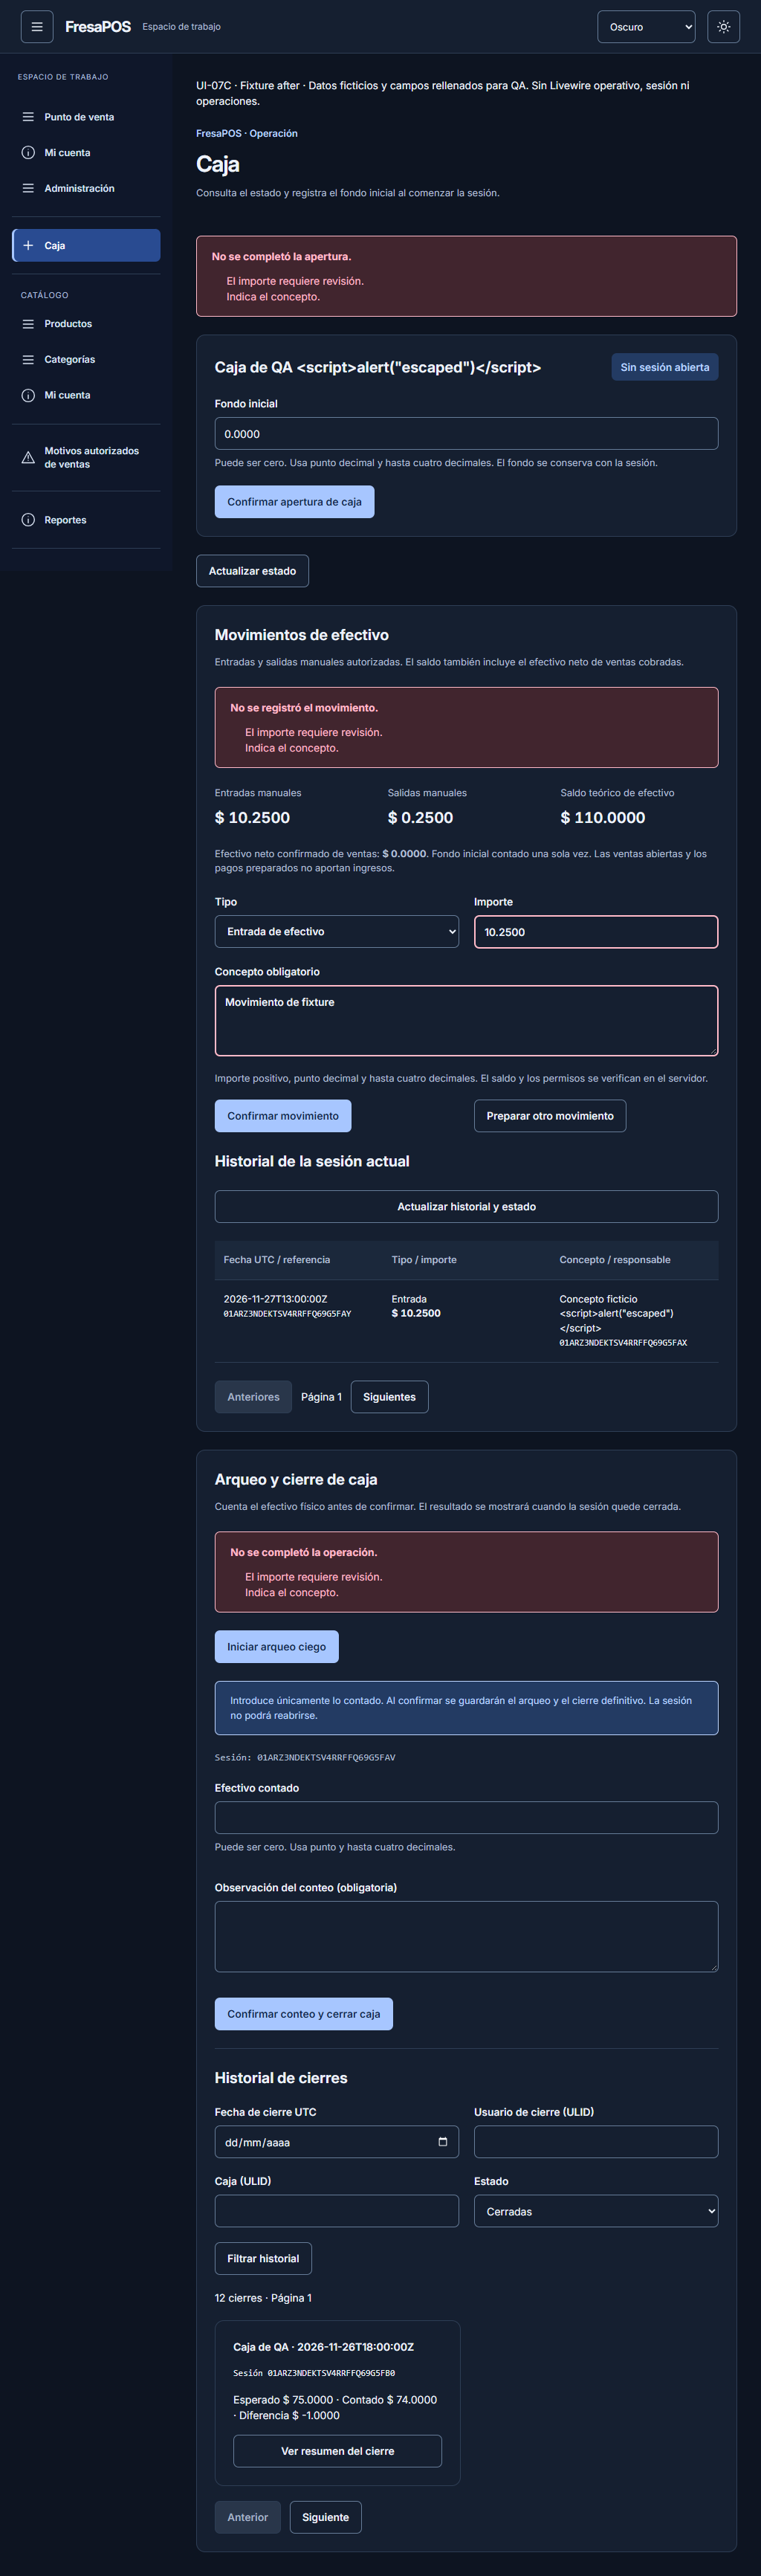 FresaPOS
Espacio de trabajo
Oscuro
ESPACIO DE TRABAJO
Punto de venta
Mi cuenta
Administración
Caja
CATÁLOGO
Productos
Categorías
Mi cuenta
Motivos autorizados
de ventas
Reportes
UI-07C · Fixture after · Datos ficticios y campos rellenados para QA. Sin Livewire operativo, sesión ni
operaciones.
FresaPOS · Operación
Caja
Consulta el estado y registra el fondo inicial al comenzar la sesión.
No se completó la apertura.
El importe requiere revisión.
Indica el concepto.
Caja de QA <script>alert("escaped")</script>
Sin sesión abierta
Fondo inicial
0.0000
Puede ser cero. Usa punto decimal y hasta cuatro decimales. El fondo se conserva con la sesión.
Confirmar apertura de caja
Actualizar estado
Movimientos de efectivo
Entradas y salidas manuales autorizadas. El saldo también incluye el efectivo neto de ventas cobradas.
No se registró el movimiento.
El importe requiere revisión.
Indica el concepto.
Entradas manuales
$ 10.2500
Salidas manuales
$ 0.2500
Saldo teórico de efectivo
$ 110.0000
Efectivo neto confirmado de ventas: $ 0.0000. Fondo inicial contado una sola vez. Las ventas abiertas y los
pagos preparados no aportan ingresos.
Tipo
Entrada de efectivo
Importe
10.2500
Concepto obligatorio
Movimiento de fixture
Importe positivo, punto decimal y hasta cuatro decimales. El saldo y los permisos se verifican en el servidor.
Confirmar movimiento
Preparar otro movimiento
Historial de la sesión actual
Actualizar historial y estado
Fecha UTC / referencia
Tipo / importe
Concepto / responsable
2026-11-27T13:00:00Z
01ARZ3NDEKTSV4RRFFQ69G5FAY
Entrada
$ 10.2500
Concepto ficticio
<script>alert("escaped")
</script>
01ARZ3NDEKTSV4RRFFQ69G5FAX
Anteriores
Página 1
Siguientes
Arqueo y cierre de caja
Cuenta el efectivo físico antes de confirmar. El resultado se mostrará cuando la sesión quede cerrada.
No se completó la operación.
El importe requiere revisión.
Indica el concepto.
Iniciar arqueo ciego
Introduce únicamente lo contado. Al confirmar se guardarán el arqueo y el cierre definitivo. La sesión
no podrá reabrirse.
Sesión: 01ARZ3NDEKTSV4RRFFQ69G5FAV
Efectivo contado
Puede ser cero. Usa punto y hasta cuatro decimales.
Observación del conteo (obligatoria)
Confirmar conteo y cerrar caja
Historial de cierres
Fecha de cierre UTC
dd/mm/aaaa
Usuario de cierre (ULID)
Caja (ULID)
Estado
Cerradas
Filtrar historial
12 cierres · Página 1
Caja de QA · 2026-11-26T18:00:00Z
Sesión 01ARZ3NDEKTSV4RRFFQ69G5FB0
Esperado $ 75.0000 · Contado $ 74.0000
· Diferencia $ -1.0000
Ver resumen del cierre
Anterior
Siguiente